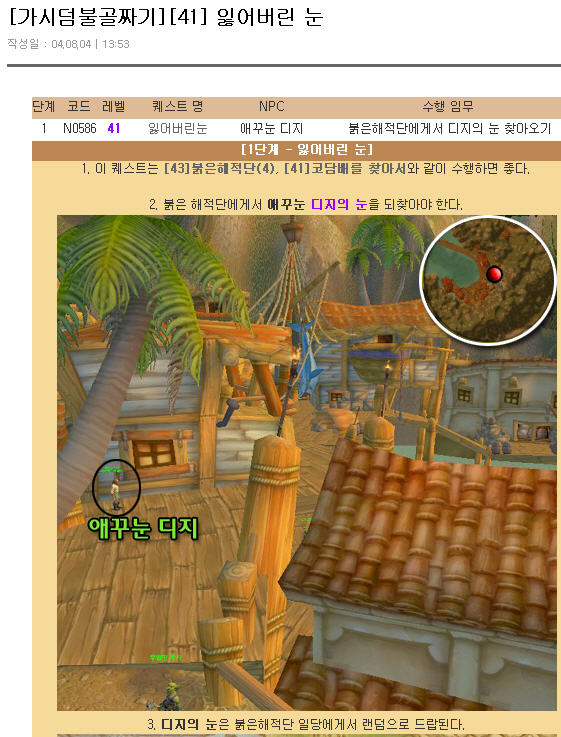 [가시덤불골짜기][41] 잃어버린 눈
작성일 : 04,08,04 | 13:53
단계 코드 레벨 퀘스트 명 NPC 수행 임무
1 N0586 41 잃어버린눈 애꾸눈 디지 붉은해적단에게서 디지의 눈 찾아오기
[1단계 - 잃어버린 눈]
1, 이 퀘스트는 [43]붉은해적단(4), [41]코담배를 찾아서와 같이 수행하면 좋다.
2, 붉은 해적단에게서 애꾸눈 디지의 눈을 되찾아야 한다.
애꾸눈 디지
3, 디지의 눈은 붉은해적단 일당에게서 랜덤으로 드랍된다.